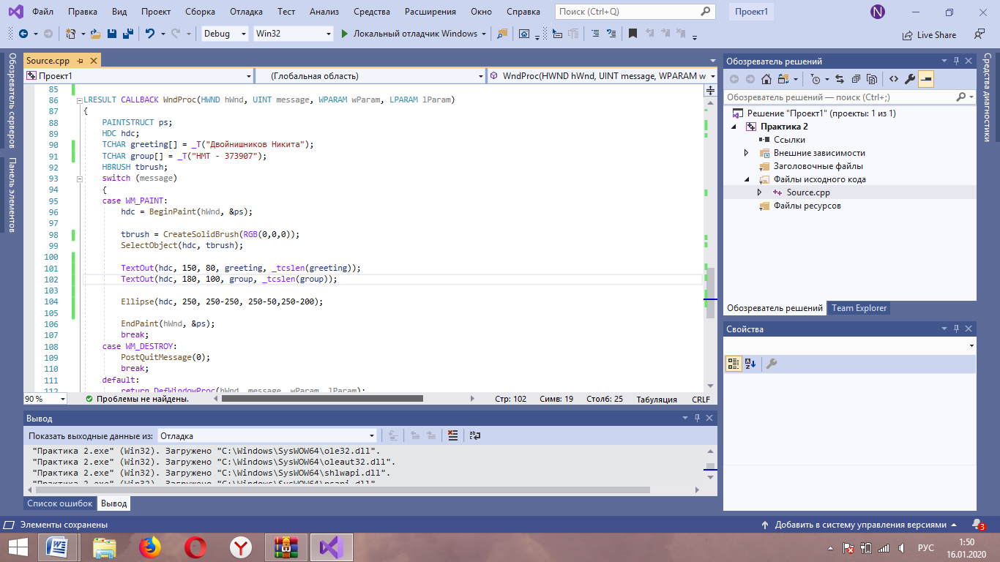 Файл Правка Вид Проект Сборка Отладка Тест Анализ Средства Расширения Окно Справка Поиск (Ctrl+Q) Проект1 N
Debug Win32 Локальный отладчик Windows Live Share
Обозреватель серверов
Панель элементов
Source.cpp
Проект1 (Глобальная область) WndProc(HWND hWnd, UINT message, WPARAM w
85
86 LRESULT CALLBACK WndProc(HWND hWnd, UINT message, WPARAM wParam, LPARAM lParam)
87 {
88 PAINTSTRUCT ps;
89 HDC hdc;
90 TCHAR greeting[] = _T("Двойнишников Никита");
91 TCHAR group[] = _T("НМТ - 373907");
92 HBRUSH tbrush;
93 switch (message)
94 {
95 case WM_PAINT:
96 hdc = BeginPaint(hWnd, &ps);
97
98 tbrush = CreateSolidBrush(RGB(0,0,0));
99 SelectObject(hdc, tbrush);
100
101 TextOut(hdc, 150, 80, greeting, _tcslen(greeting));
102 TextOut(hdc, 180, 100, group, _tcslen(group));
103
104 Ellipse(hdc, 250, 250-250, 250-50,250-200);
105
106 EndPaint(hWnd, &ps);
107 break;
108 case WM_DESTROY:
109 PostQuitMessage(0);
110 break;
111 default:
112 return DefWindowProc(hWnd, message, wParam, lParam);
90 % Проблемы не найдены. Стр: 102 Симв: 19 Столб: 25 Табуляция CRLF
Вывод
Показать выходные данные из: Отладка
"Практика 2.exe" (Win32). Загружено "C:\Windows\SysWOW64\ole32.dll".
"Практика 2.exe" (Win32). Загружено "C:\Windows\SysWOW64\oleaut32.dll".
"Практика 2.exe" (Win32). Загружено "C:\Windows\SysWOW64\shlwapi.dll".
"Практика 2.exe" (Win32). Загружено "C:\Windows\SysWOW64\psapi.dll".
Список ошибок Вывод
Обозреватель решений
Обозреватель решений — поиск (Ctrl+;)
Решение "Проект1" (проекты: 1 из 1)
Практика 2
Ссылки
Внешние зависимости
Заголовочные файлы
Файлы исходного кода
Source.cpp
Файлы ресурсов
Обозреватель решений Team Explorer
Свойства
Средства диагностики
Элементы сохранены Добавить в систему управления версиями 3
РУС 1:50
16.01.2020